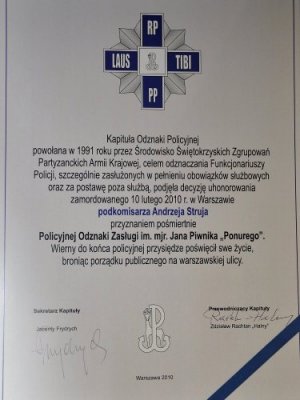 RP
LAUS TIBI
PP
Kapituła Odznaki Policyjnej
powołana w 1991 roku przez Środowisko Świętokrzyskich Zgrupowań
Partyzanckich Armii Krajowej, celem odznaczania Funkcjonariuszy
Policji, szczególnie zasłużonych w pełnieniu obowiązków służbowych
oraz za postawę poza służbą, podjęła decyzję uhonorowania
zamordowanego 10 lutego 2010 r. w Warszawie
podkomisarza Andrzeja Struja
przyznaniem pośmiertnie
Policyjnej Odznaki Zasługi im. mjr. Jana Piwnika „Ponurego".
Wierny do końca policyjnej przysiędze poświęcił swe życie,
broniąc porządku publicznego na warszawskiej ulicy.
Sekretarz Kapituły
Przewodniczący Kapituły
Jacenty Frydrych
Zdzisław Rachtan „Halny"
Warszawa 2010